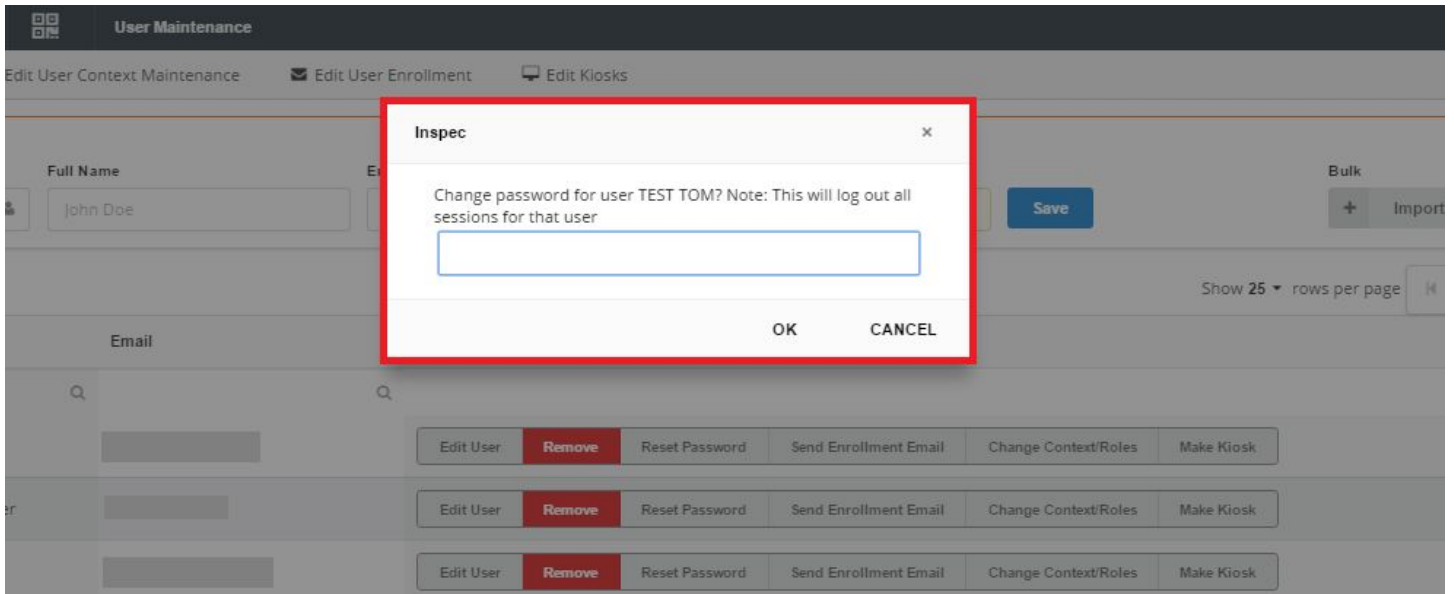 User Maintenance
Edit User Context Maintenance Edit User Enrollment Edit Kiosks
Inspec ×
Full Name Bulk
Change password for user TEST TOM? Note: This will log out all
sessions for that user
John Doe Save + Import
Show 25 rows per page
OK CANCEL
Email
Edit User Remove Reset Password Send Enrollment Email Change Context/Roles Make Kiosk
er Edit User Remove Reset Password Send Enrollment Email Change Context/Roles Make Kiosk
Edit User Remove Reset Password Send Enrollment Email Change Context/Roles Make Kiosk